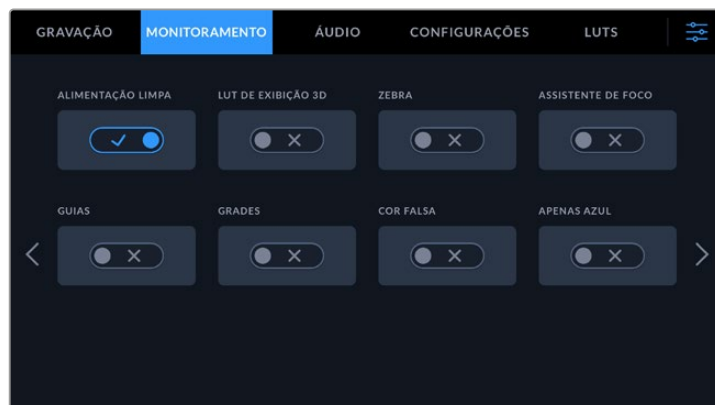 GRAVAÇÃO MONITORAMENTO ÁUDIO CONFIGURAÇÕES LUTS
ALIMENTAÇÃO LIMPA LUT DE EXIBIÇÃO 3D ZEBRA ASSISTENTE DE FOCO
GUIAS GRADES COR FALSA APENAS AZUL